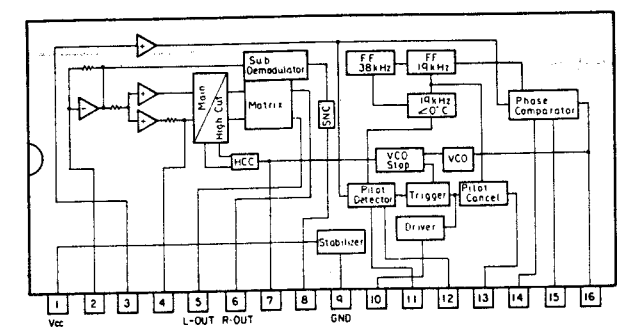 Sub
Demodulator
FF
38kHz
FF
19kHz
Main
High Cut
Matrix
SNC
19kHz
<0°C
Phase
Comparator
HCC
VCO
Stop
VCO
Pilot
Detector
Trigger
Pilot
Cancel
Driver
Stabilizer
1
2
3
4
5
6
7
8
9
10
11
12
13
14
15
16
Vcc
L-OUT
R-OUT
GND